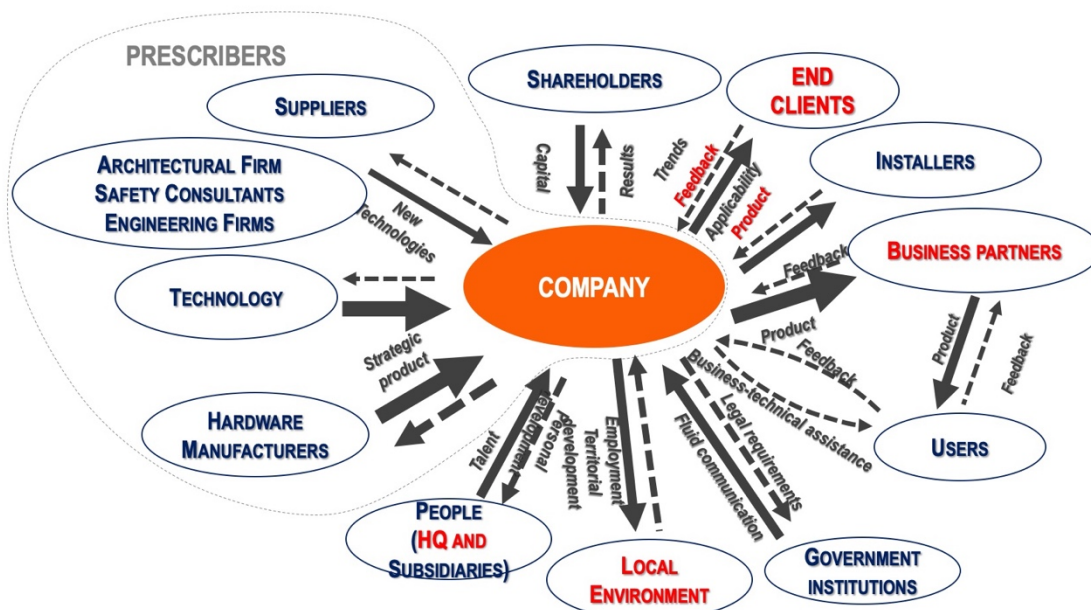 PRESCRIBERS
SUPPLIERS
SHAREHOLDERS
END
CLIENTS
ARCHITECTURAL FIRM
SAFETY CONSULTANTS
ENGINEERING FIRMS
INSTALLERS
New
Technologies
Capital
Results
Trends
Feedback
Applicability
Product
TECHNOLOGY
COMPANY
BUSINESS PARTNERS
Feedback
Product
Strategic
product
Product
Feedback
Feedback
Business-technical assistance
HARDWARE
MANUFACTURERS
USERS
Talent
development
Personal
development
Employment
Territorial
Legal requirements
Fluid communication
PEOPLE
(HQ AND
SUBSIDIARIES)
LOCAL
ENVIRONMENT
GOVERNMENT
INSTITUTIONS